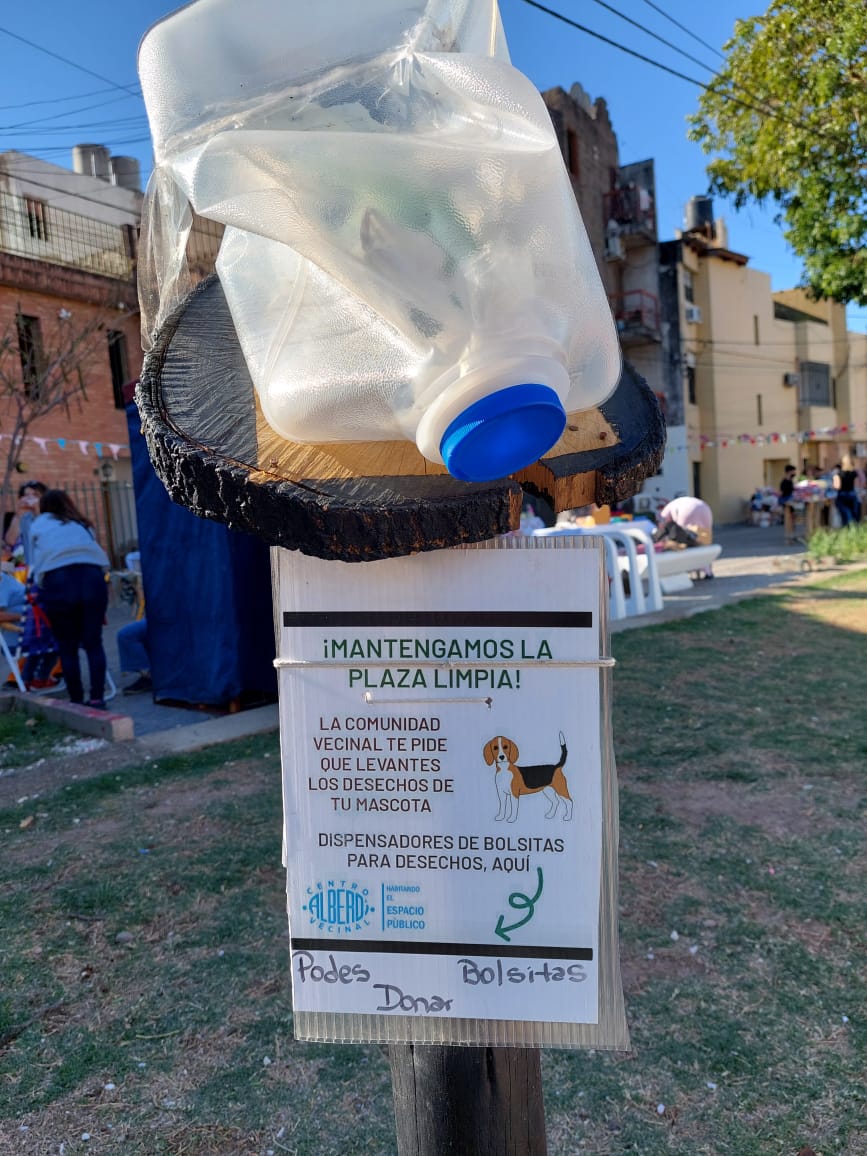 ¡MANTENGAMOS LA
PLAZA LIMPIA!
LA COMUNIDAD
VECINAL TE PIDE
QUE LEVANTES
LOS DESECHOS DE
TU MASCOTA
DISPENSADORES DE BOLSITAS
PARA DESECHOS, AQUÍ
CENTRO
ALBERDI
VECINAL
HABITANDO
EL
ESPACIO
PÚBLICO
Podes Bolsitas
Donar